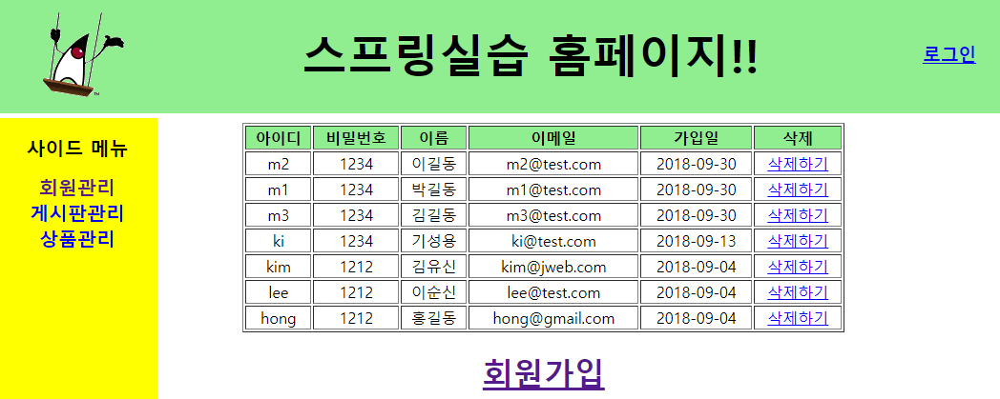 스프링실습 홈페이지!!
로그인
사이드 메뉴
회원관리
게시판관리
상품관리
아이디 비밀번호 이름 이메일 가입일 삭제
m2 1234 이길동 m2@test.com 2018-09-30 삭제하기
m1 1234 박길동 m1@test.com 2018-09-30 삭제하기
m3 1234 김길동 m3@test.com 2018-09-30 삭제하기
ki 1234 기성용 ki@test.com 2018-09-13 삭제하기
kim 1212 김유신 kim@jweb.com 2018-09-04 삭제하기
lee 1212 이순신 lee@test.com 2018-09-04 삭제하기
hong 1212 홍길동 hong@gmail.com 2018-09-04 삭제하기
회원가입